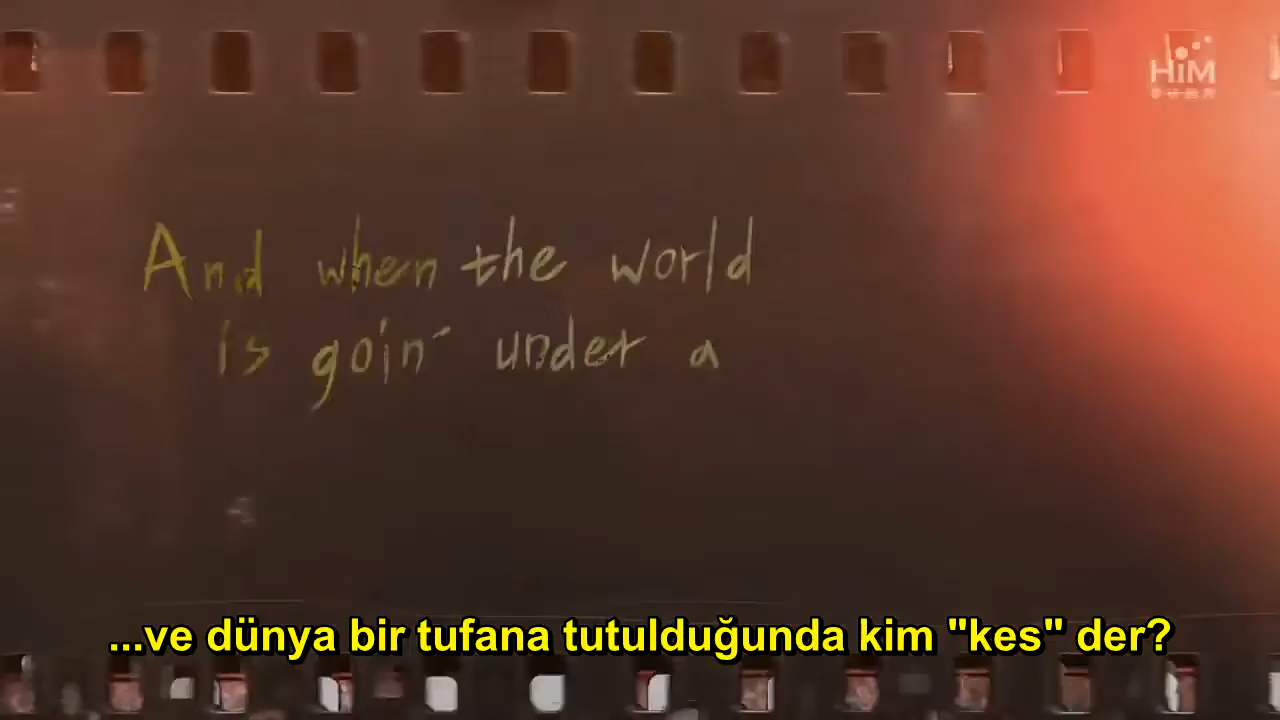 HiM
And when the world
is goin' under a
...ve dünya bir tufana tutulduğunda kim "kes" der?